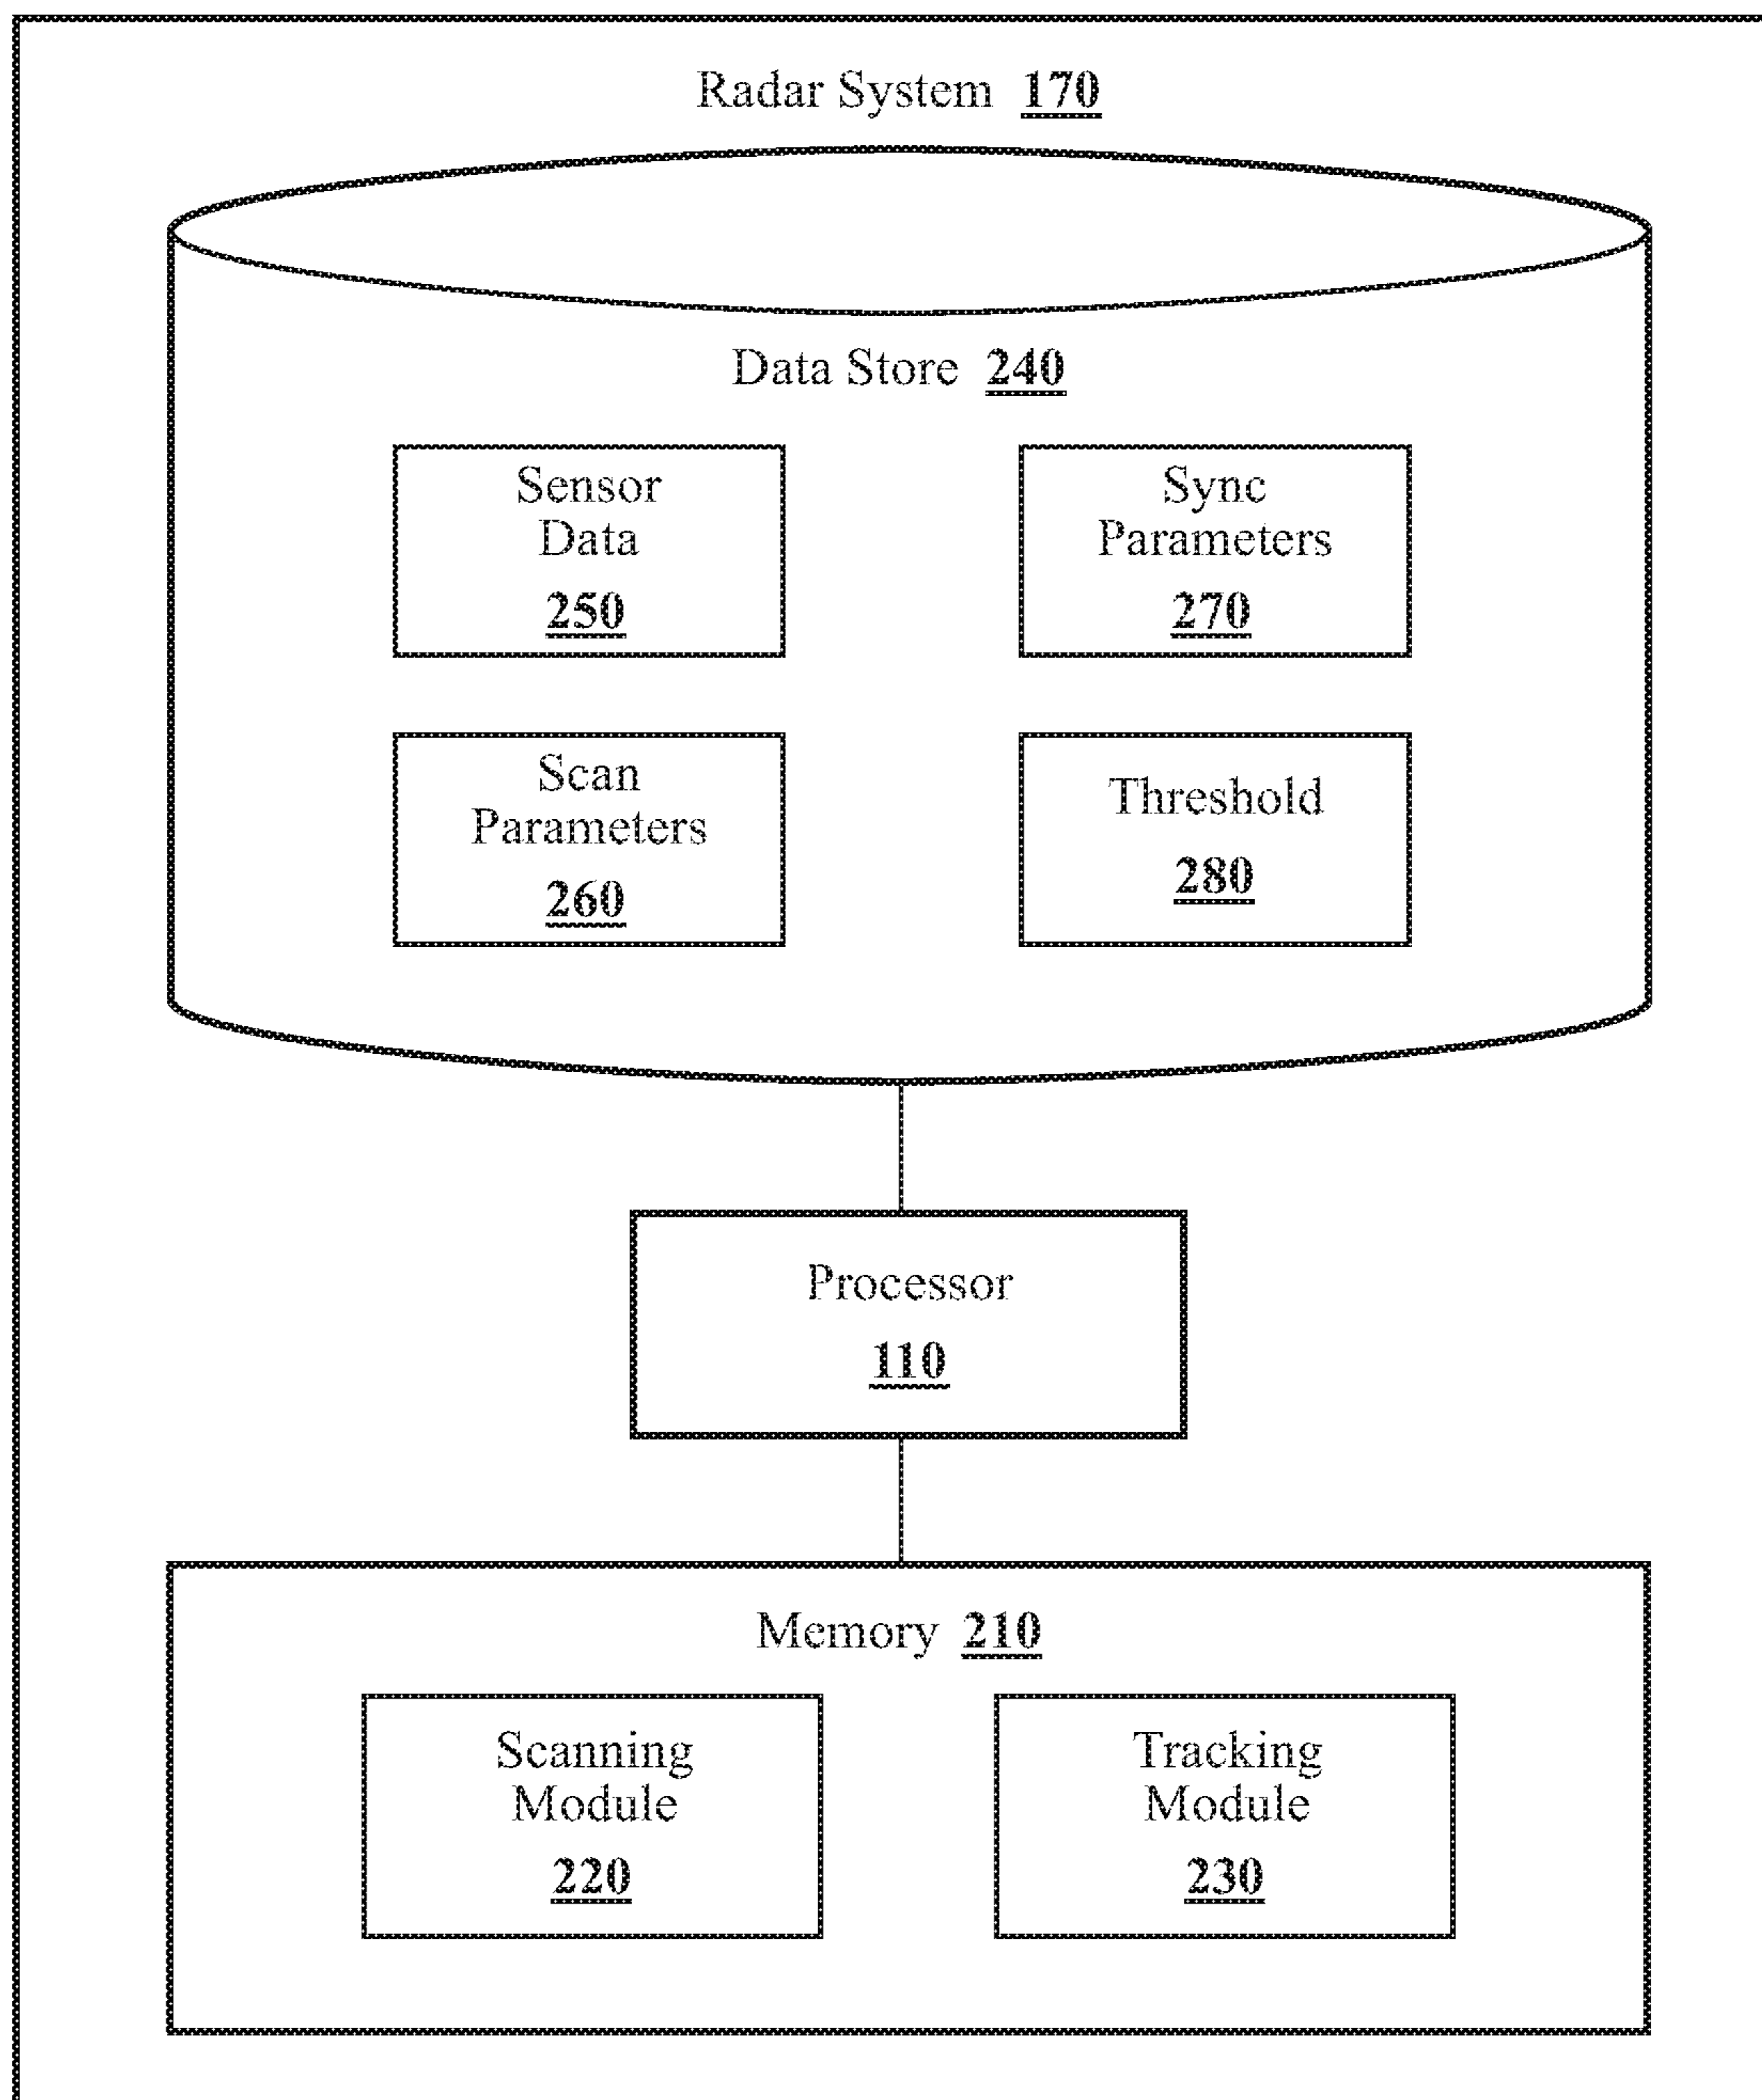 Radar System 170
Data Store 240
Sensor
Data
250
Sync
Parameters
270
Scan
Parameters
260
Threshold
280
Processor
110
Memory 210
Scanning
Module
220
Tracking
Module
230